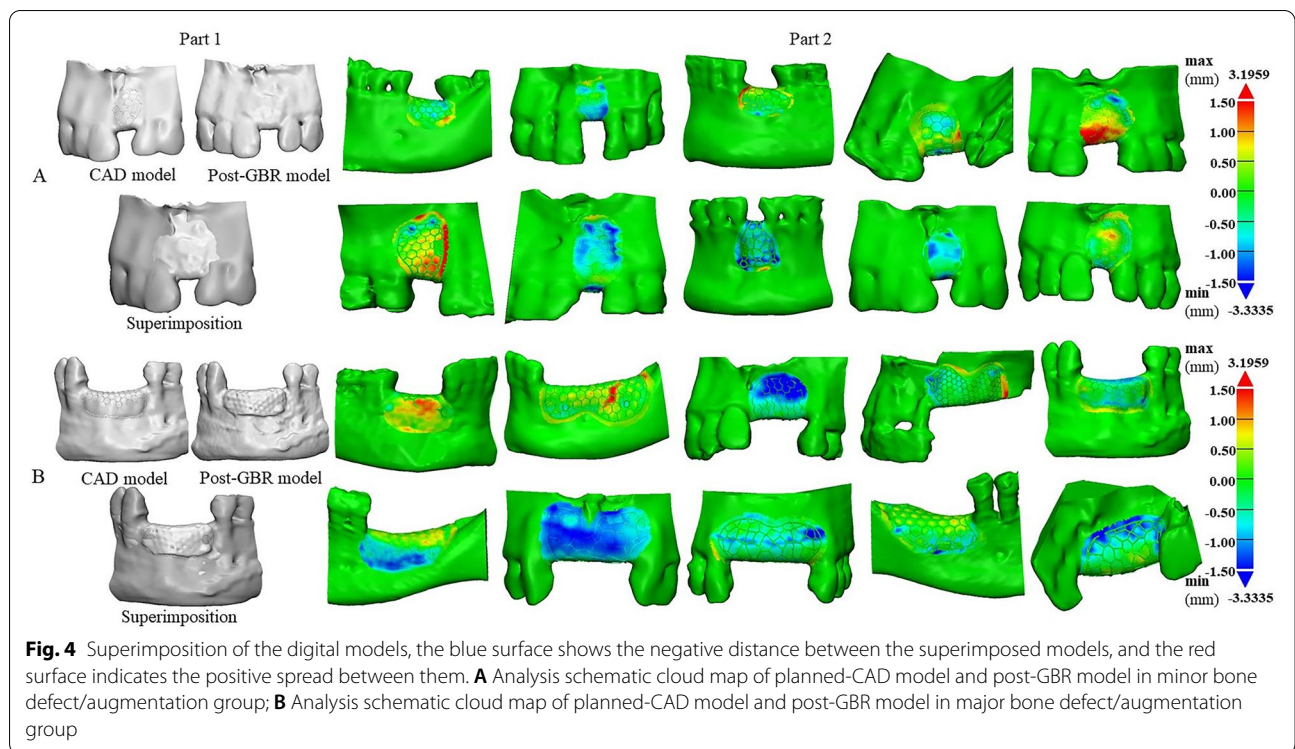 Part 1
Part 2
CAD model
Post-GBR model
A
Superimposition
max
(mm)
3.1959
1.50
1.00
0.50
0.00
-0.50
-1.00
-1.50
min
(mm)
-3.3335
CAD model
Post-GBR model
B
Superimposition
max
(mm)
3.1959
1.50
1.00
0.50
0.00
-0.50
-1.00
-1.50
min
(mm)
-3.3335
Fig. 4 Superimposition of the digital models, the blue surface shows the negative distance between the superimposed models, and the red
surface indicates the positive spread between them. A Analysis schematic cloud map of planned-CAD model and post-GBR model in minor bone
defect/augmentation group; B Analysis schematic cloud map of planned-CAD model and post-GBR model in major bone defect/augmentation
group